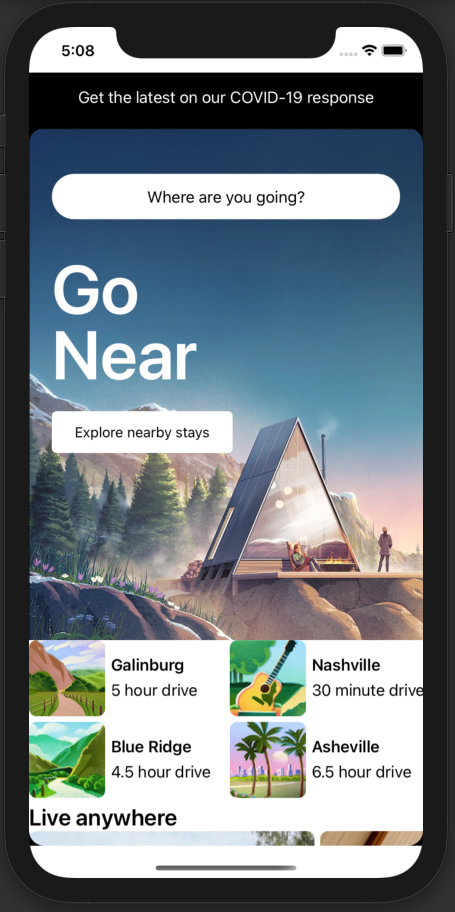 5:08
Get the latest on our COVID-19 response
Where are you going?
Go
Near
Explore nearby stays
Galinburg
5 hour drive
Nashville
30 minute drive
Blue Ridge
4.5 hour drive
Asheville
6.5 hour drive
Live anywhere